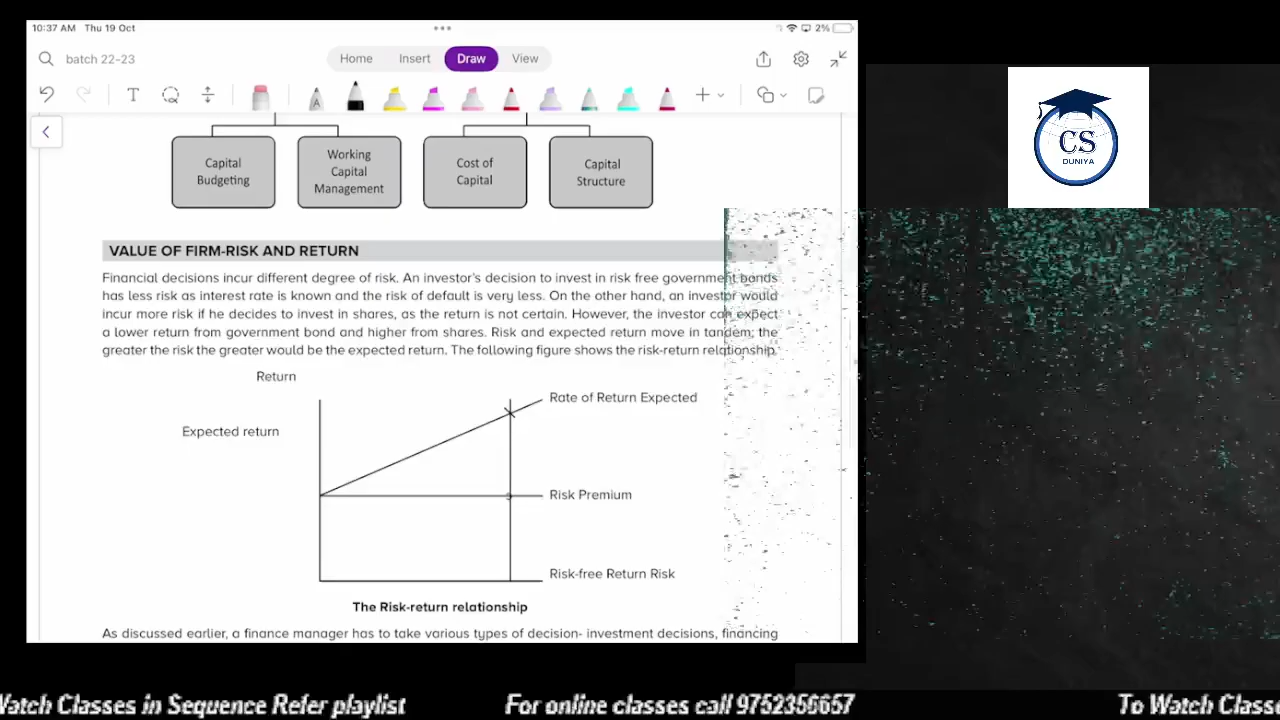 10:37 AM Thu 19 Oct
2%
batch 22-23
Home Insert Draw View
T
A
Capital Budgeting
Working Capital Management
Cost of Capital
Capital Structure
CS
DUNIYA
VALUE OF FIRM-RISK AND RETURN
Financial decisions incur different degree of risk. An investor's decision to invest in risk free government bonds
has less risk as interest rate is known and the risk of default is very less. On the other hand, an investor would
incur more risk if he decides to invest in shares, as the return is not certain. However, the investor can expect
a lower return from government bond and higher from shares. Risk and expected return move in tandem; the
greater the risk the greater would be the expected return. The following figure shows the risk-return relationship.
Return
Rate of Return Expected
Expected return
Risk Premium
Risk-free Return Risk
The Risk-return relationship
As discussed earlier, a finance manager has to take various types of decision- investment decisions, financing
Watch Classes in Sequence Refer playlist For online classes call 9752356657 To Watch Classe